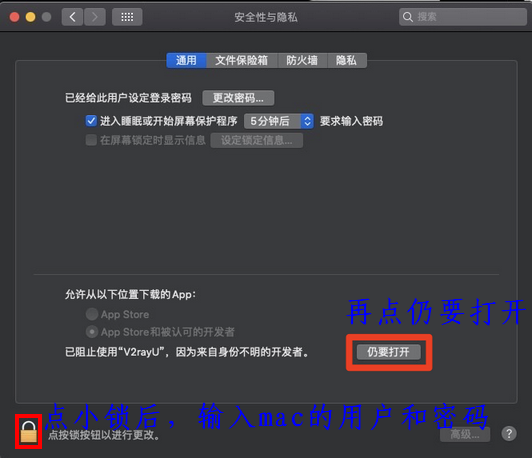 安全性与隐私
搜索
通用 文件保险箱 防火墙 隐私
已经给此用户设定登录密码 更改密码...
进入睡眠或开始屏幕保护程序 5分钟后 要求输入密码
在屏幕锁定时显示信息 设定锁定信息...
允许从以下位置下载的App:
再点仍要打开
App Store
App Store和被认可的开发者
已阻止使用“V2rayU”,因为来自身份不明的开发者。 仍要打开
点小锁后,输入mac的用户和密码
点按锁按钮以进行更改。 高级... ?